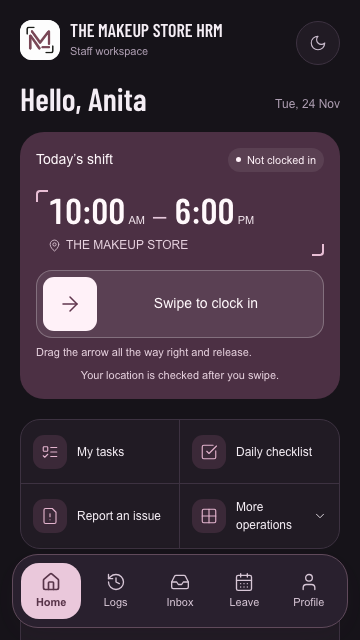 THE MAKEUP STORE HRM
Staff workspace
Hello, Anita
Tue, 24 Nov
Today's shift
Not clocked in
10:00 AM — 6:00 PM
THE MAKEUP STORE
Swipe to clock in
Drag the arrow all the way right and release.
Your location is checked after you swipe.
My tasks
Daily checklist
Report an issue
More
operations
Home
Logs
Inbox
Leave
Profile